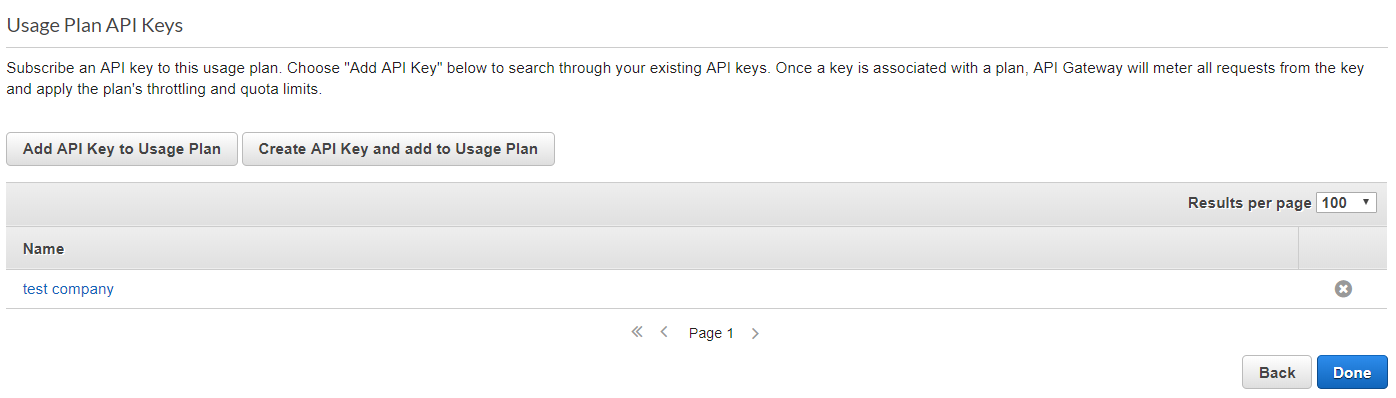 Usage Plan API Keys
Subscribe an API key to this usage plan. Choose "Add API Key" below to search through your existing API keys. Once a key is associated with a plan, API Gateway will meter all requests from the key
and apply the plan's throttling and quota limits.
Add API Key to Usage Plan Create API Key and add to Usage Plan
Results per page 100
Name
test company
Page 1
Back Done